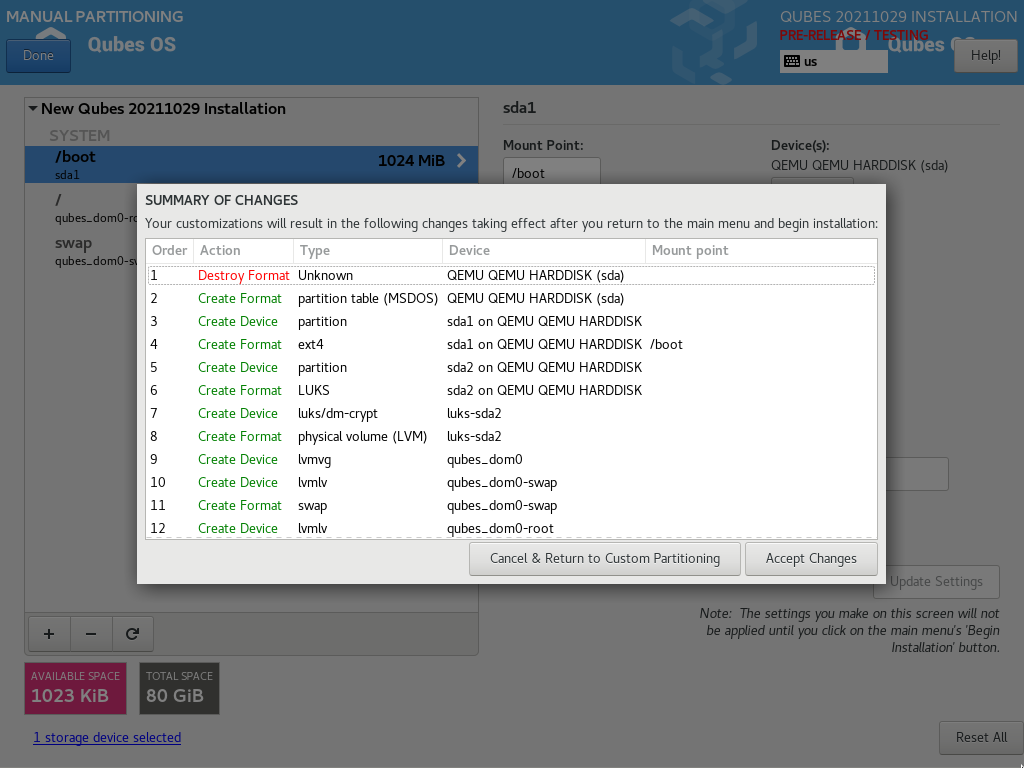 MANUAL PARTITIONING
QUBES 20211029 INSTALLATION
PRE-RELEASE / TESTING
Done
Qubes OS
Qubes
us
Help!
New Qubes 20211029 Installation
SYSTEM
/boot
1024 MiB
sda1
/
swap
sda1
Mount Point:
/boot
Device(s):
QEMU QEMU HARDDISK (sda)
SUMMARY OF CHANGES
Your customizations will result in the following changes taking effect after you return to the main menu and begin installation:
Order Action Type Device Mount point
1 Destroy Format Unknown QEMU QEMU HARDDISK (sda)
2 Create Format partition table (MSDOS) QEMU QEMU HARDDISK (sda)
3 Create Device partition sda1 on QEMU QEMU HARDDISK
4 Create Format ext4 sda1 on QEMU QEMU HARDDISK /boot
5 Create Device partition sda2 on QEMU QEMU HARDDISK
6 Create Format LUKS sda2 on QEMU QEMU HARDDISK
7 Create Device luks/dm-crypt luks-sda2
8 Create Format physical volume (LVM) luks-sda2
9 Create Device lvmvg qubes_dom0
10 Create Device lvmlv qubes_dom0-swap
11 Create Format swap qubes_dom0-swap
12 Create Device lvmlv qubes_dom0-root
Cancel & Return to Custom Partitioning
Accept Changes
Update Settings
Note: The settings you make on this screen will not
be applied until you click on the main menu's 'Begin
Installation' button.
+ −
AVAILABLE SPACE
1023 KiB
TOTAL SPACE
80 GiB
1 storage device selected
Reset All